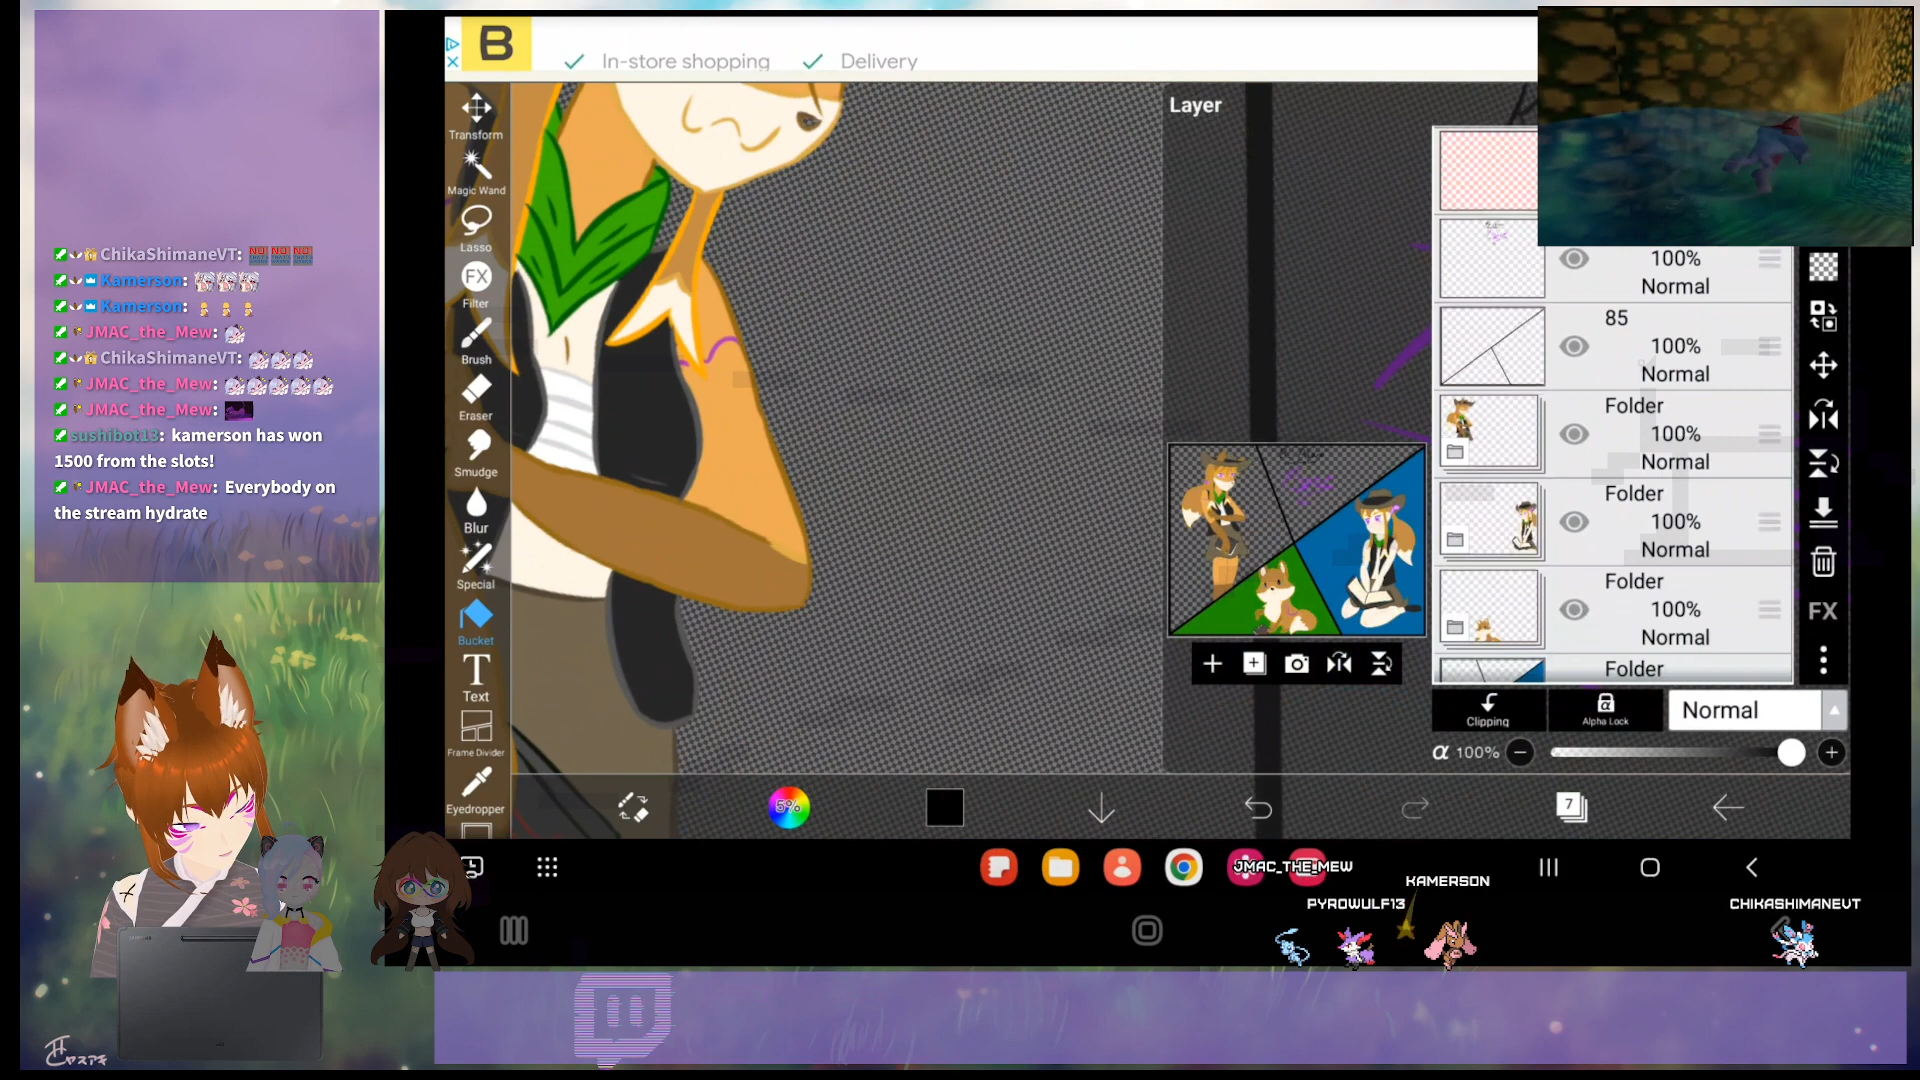 B
In-store shopping
Delivery
ChikaShimaneVT:
Kamerson:
Kamerson:
JMAC_the_Mew:
ChikaShimaneVT:
JMAC_the_Mew:
JMAC_the_Mew:
sushibot13: kamerson has won
1500 from the slots!
JMAC_the_Mew: Everybody on
the stream hydrate
Transform
Magic Wand
Lasso
FX
Filter
Brush
Eraser
Smudge
Blur
Special
Bucket
T
Text
Frame Divider
Eyedropper
5%
Layer
100%
Normal
85
100%
Normal
Folder
100%
Normal
Folder
100%
Normal
Folder
100%
Normal
Folder
FX
Clipping
Alpha Lock
Normal
α 100%
7
JMAC_THE_MEW
KAMERSON
PYROWULF13
CHIKASHIMANEVT